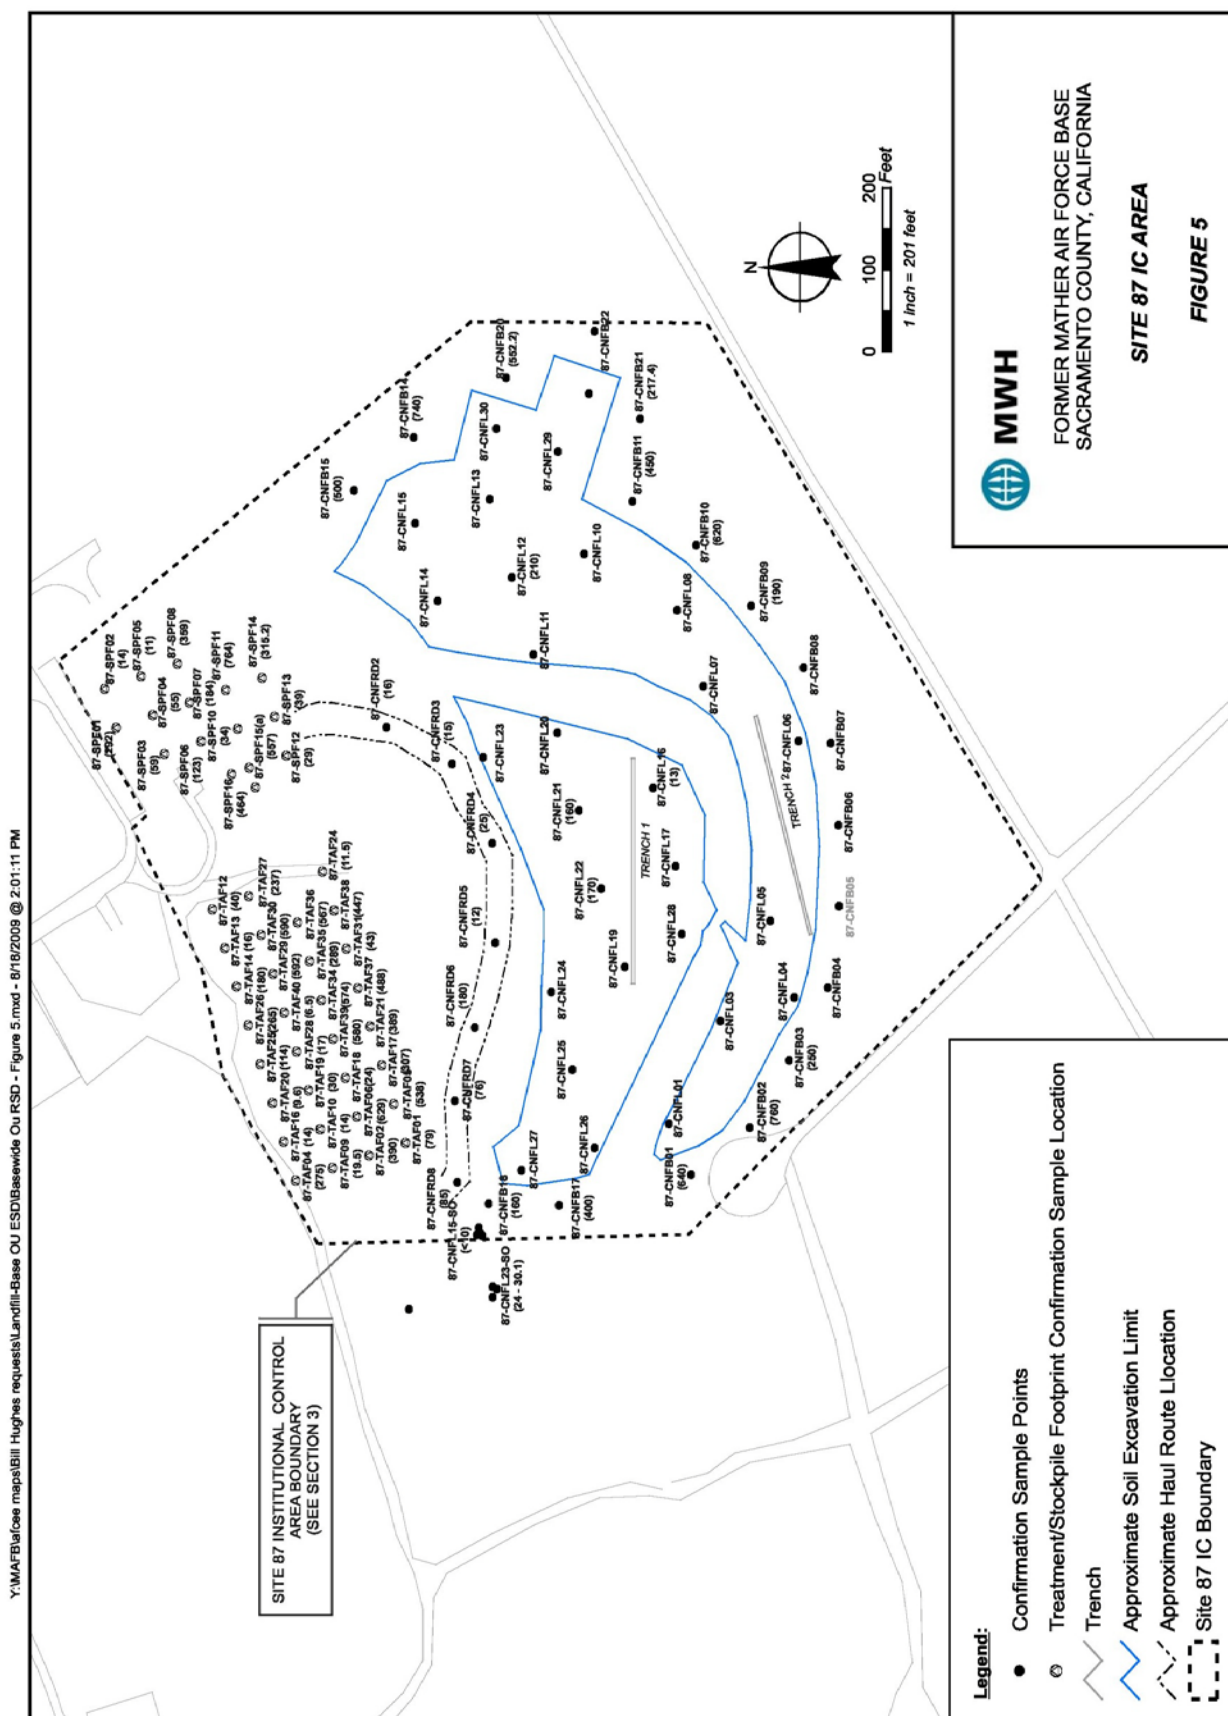 Y:\MAFB\afcee maps\Bill Hughes requests\Landfill-Base OU ESD\Basewide Ou RSD - Figure 5.mxd - 8/18/2009 @ 2:01:11 PM
87-SPF01
(292)
87-SPF02
(14)
87-SPF03
(59)
87-SPF05
(11)
87-SPF04
(55)
87-SPF08
(359)
87-SPF06
(123)
87-SPF07
(184)
87-SPF10
(34)
87-SPF11
(764)
87-SPF16
(464)
87-SPF15(a)
(557)
87-SPF14
(315.2)
87-SPF12
(29)
87-SPF13
(39)
87-TAF12
(40)
87-TAF13
(16)
87-TAF27
(237)
87-TAF14
(180)
87-TAF30
(590)
87-TAF26
(265)
87-TAF29
(592)
87-TAF36
(567)
87-TAF24
(11.5)
87-TAF25
(114)
87-TAF40
(6.5)
87-TAF35
(289)
87-TAF38
(447)
87-TAF20
(9.6)
87-TAF28
(17)
87-TAF34
(574)
87-TAF31
(43)
87-TAF16
(14)
87-TAF19
(30)
87-TAF39
(580)
87-TAF37
(488)
87-TAF04
(275)
87-TAF10
(14)
87-TAF18
(24)
87-TAF21
(389)
87-TAF09
(19.5)
87-TAF06
(629)
87-TAF17
(307)
87-TAF02
(390)
(538)
87-TAF01
(79)
SITE 87 INSTITUTIONAL CONTROL
AREA BOUNDARY
(SEE SECTION 3)
87-CNFRD2
(16)
87-CNFRD3
(15)
87-CNFRD4
(25)
87-CNFRD5
(12)
87-CNFRD6
(180)
87-CNFRD7
(76)
87-CNFRD8
(85)
87-CNFL15-SO
(<10)
87-CNFL23-SO
(24 - 30.1)
(160)
87-CNFB17
(400)
87-CNFB15
(500)
87-CNFB14
(740)
87-CNFB20
(552.2)
87-CNFB22
87-CNFB21
(217.4)
87-CNFB11
(450)
87-CNFB10
(620)
87-CNFB09
(190)
87-CNFB08
87-CNFB07
87-CNFB06
87-CNFB05
87-CNFB04
87-CNFB03
(250)
87-CNFB02
(760)
87-CNFB01
(640)
87-CNFL14
87-CNFL15
87-CNFL30
87-CNFL13
87-CNFL29
87-CNFL12
(210)
87-CNFL10
87-CNFL11
87-CNFL08
87-CNFL07
87-CNFL23
87-CNFL20
87-CNFL21
(160)
87-CNFL16
(13)
87-CNFL22
(170)
87-CNFL17
87-CNFL19
87-CNFL28
87-CNFL24
87-CNFL25
87-CNFL26
87-CNFL27
87-CNFL06
87-CNFL05
87-CNFL04
87-CNFL03
87-CNFL01
TRENCH 1
TRENCH 2
N
0
100
200
Feet
1 inch = 201 feet
Legend:
Confirmation Sample Points
Treatment/Stockpile Footprint Confirmation Sample Location
Trench
Approximate Soil Excavation Limit
Approximate Haul Route Llocation
Site 87 IC Boundary
MWH
FORMER MATHER AIR FORCE BASE
SACRAMENTO COUNTY, CALIFORNIA
SITE 87 IC AREA
FIGURE 5